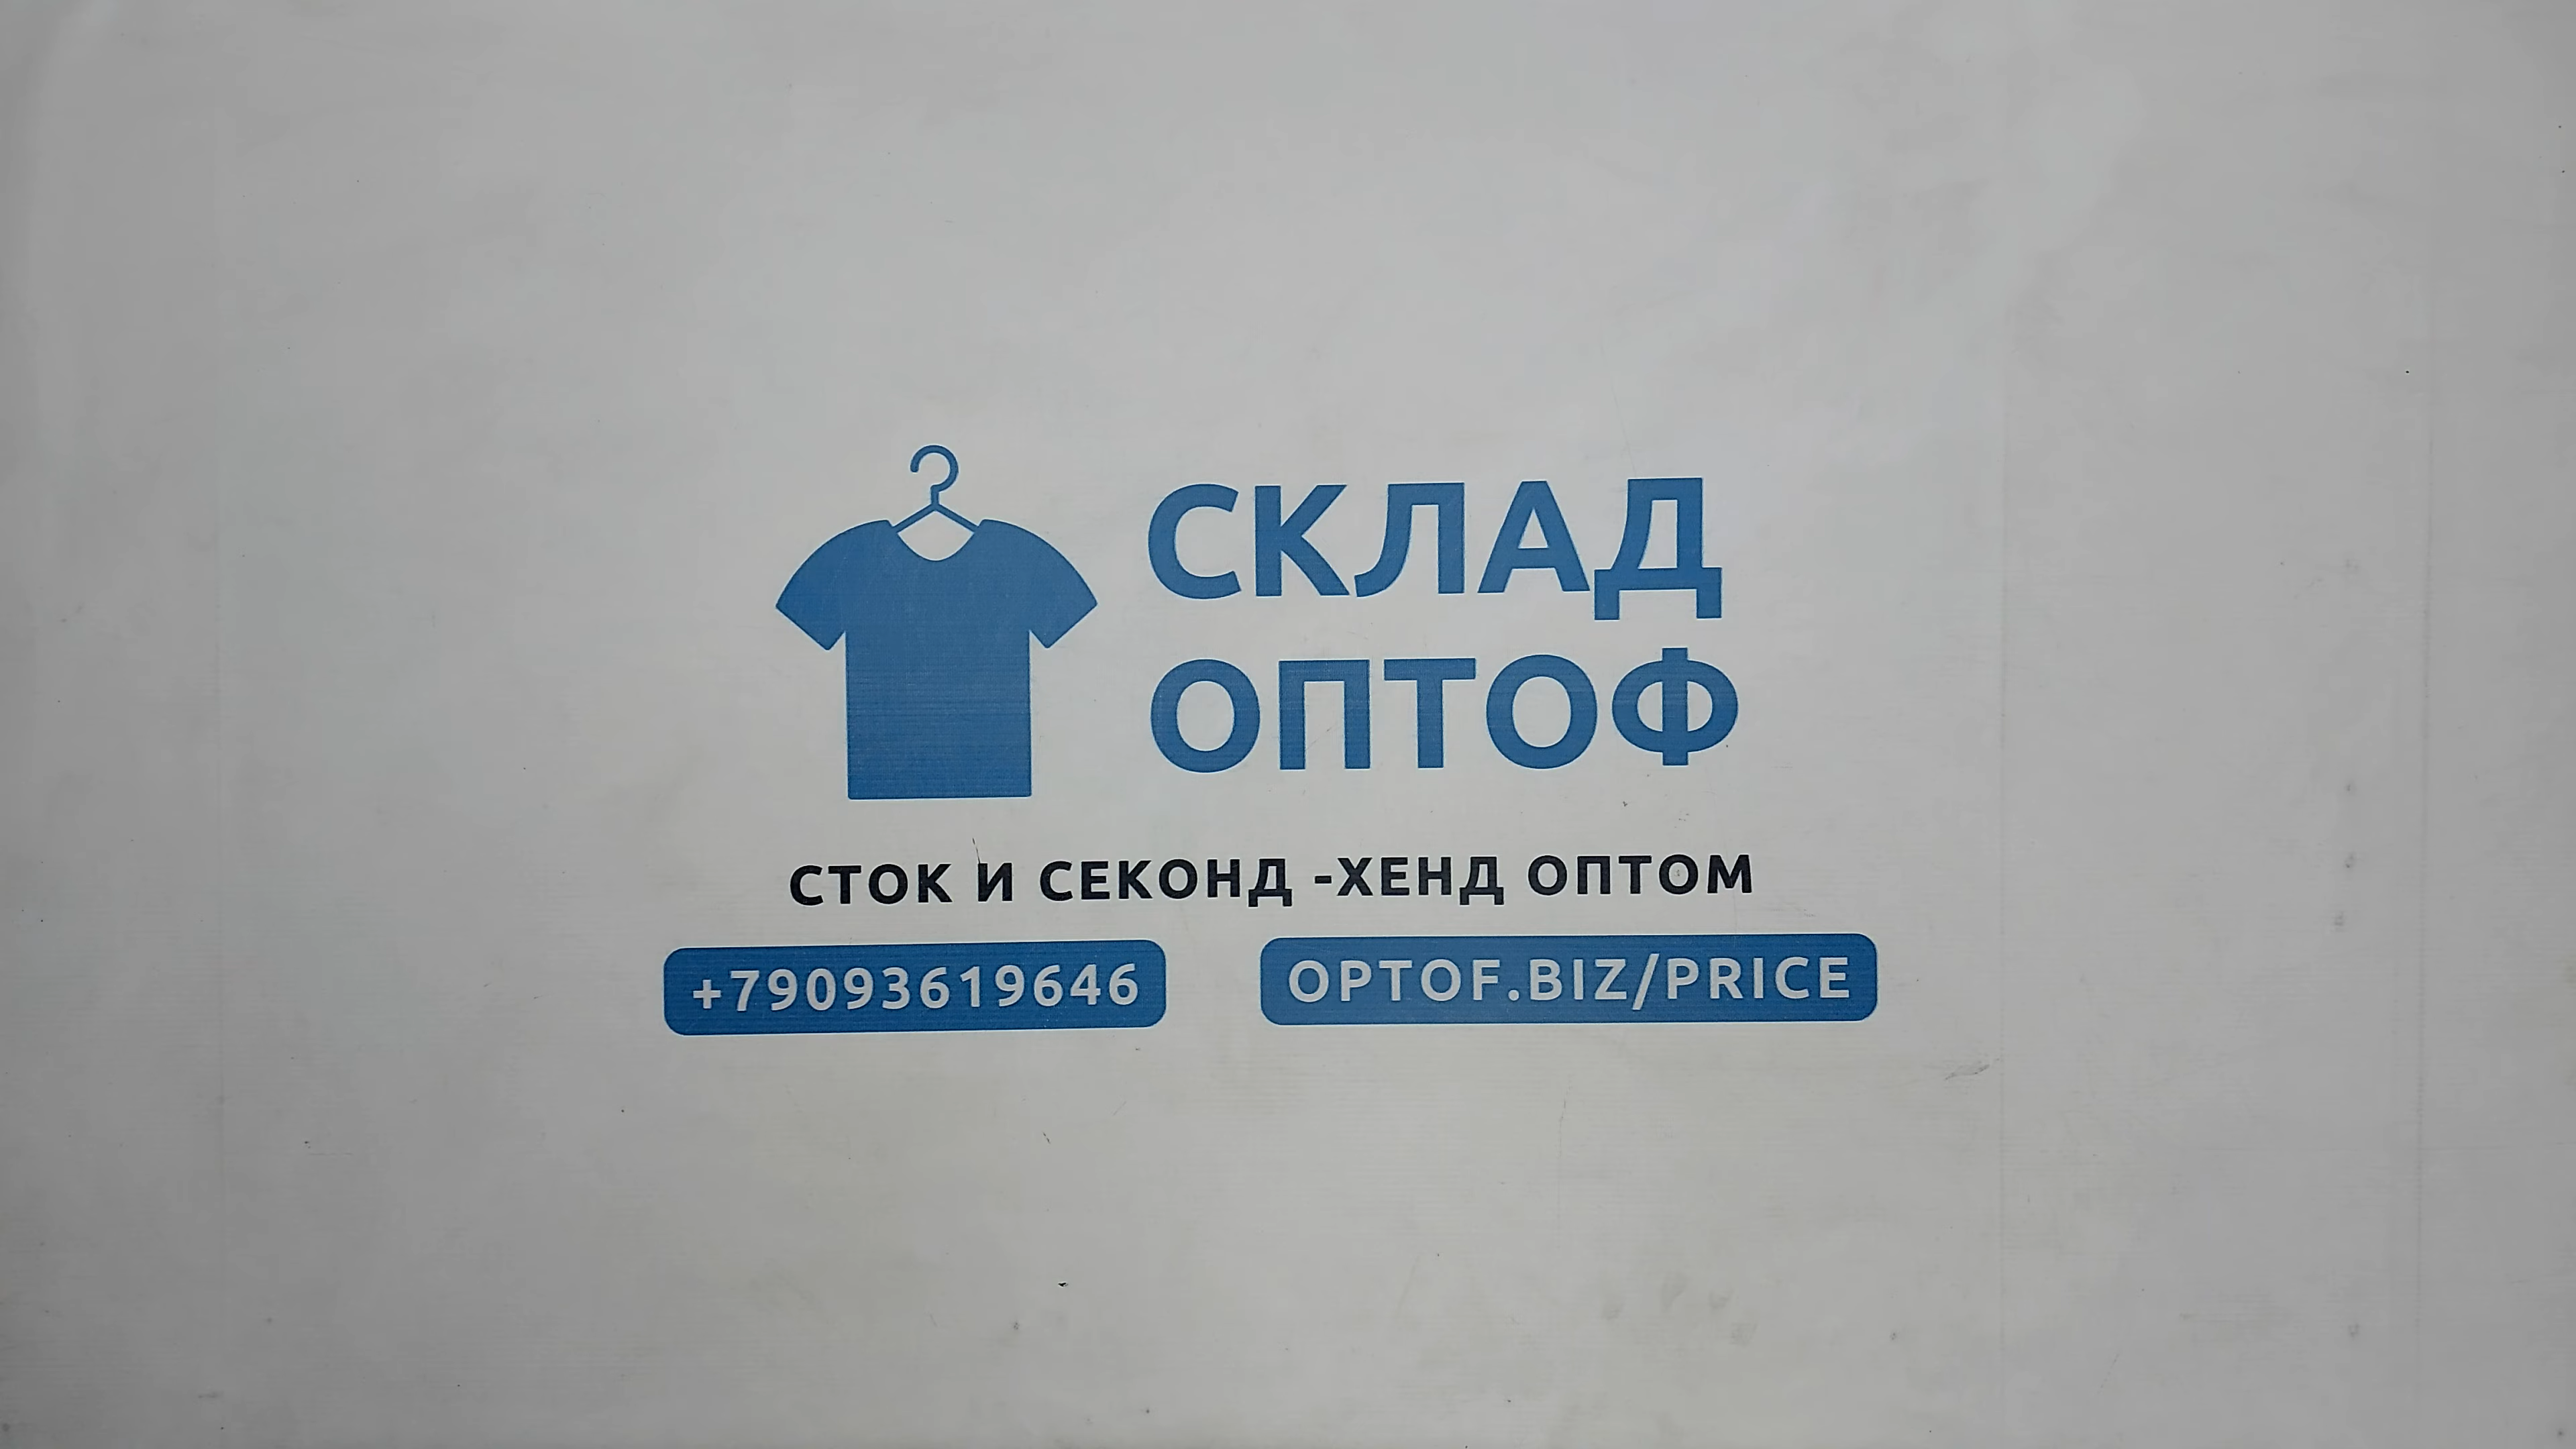 СКЛАД
ОПТОФ
СТОК И СЕКОНД -ХЕНД ОПТОМ
+79093619646
OPTOF.BIZ/PRICE